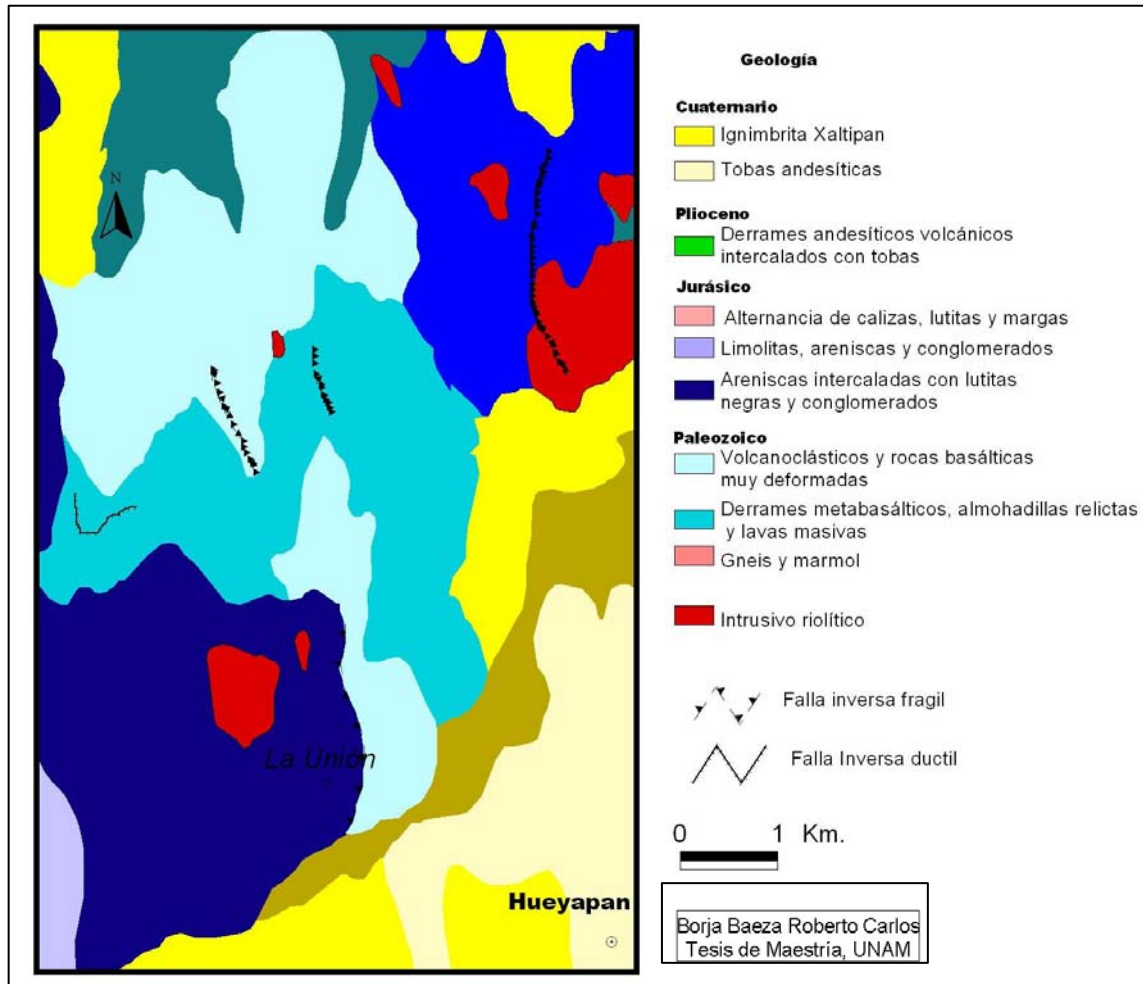 N
La Unión
Hueyapan
Geología
Cuaternario
Ignimbrita Xaltipan
Tobas andesíticas
Plioceno
Derrames andesíticos volcánicos
intercalados con tobas
Jurásico
Alternancia de calizas, lutitas y margas
Limolitas, areniscas y conglomerados
Areniscas intercaladas con lutitas
negras y conglomerados
Paleozoico
Volcanoclásticos y rocas basálticas
muy deformadas
Derrames metabasálticos, almohadillas relictas
y lavas masivas
Gneis y marmol
Intrusivo riolítico
Falla inversa fragil
Falla Inversa ductil
0 1 Km.
Borja Baeza Roberto Carlos
Tesis de Maestría, UNAM